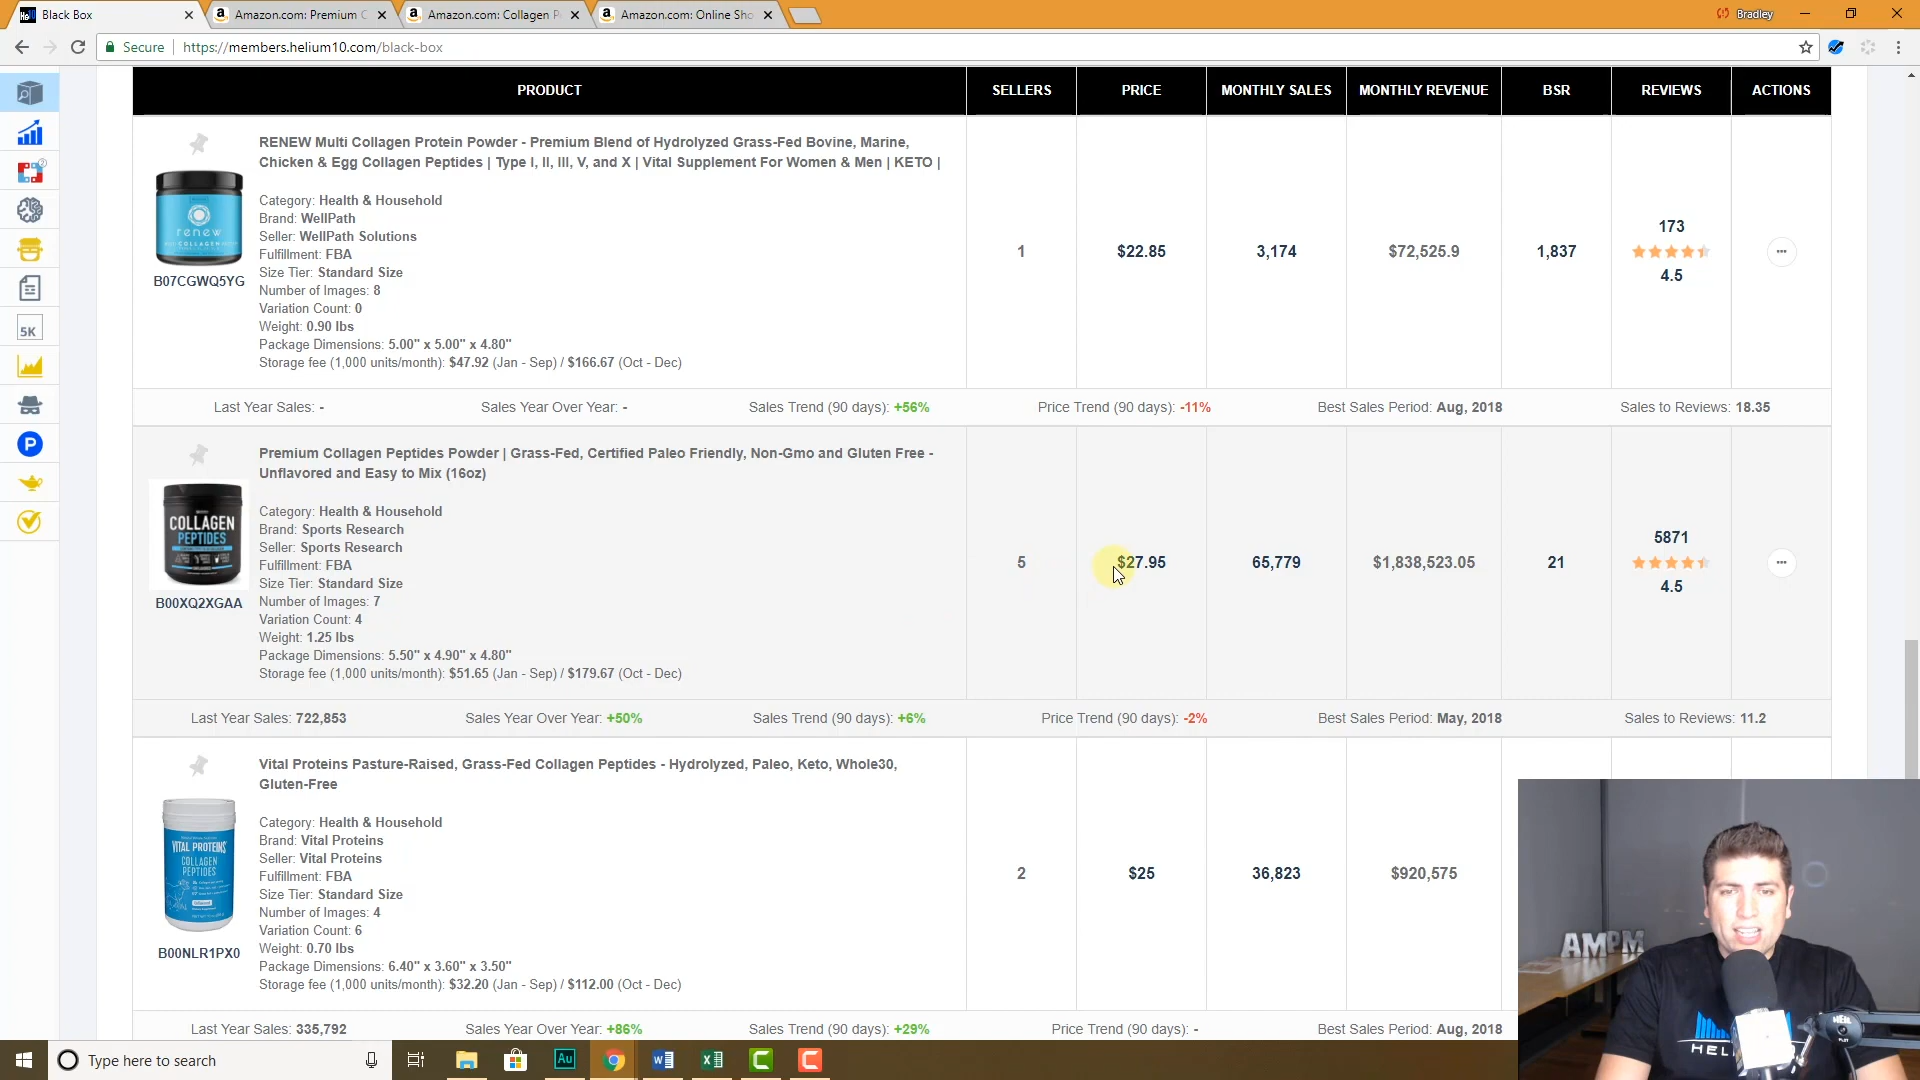 Black Box
Amazon.com: Premium C
Amazon.com: Collagen P
Amazon.com: Online Sho
Bradley
Secure
https://members.helium10.com/black-box
PRODUCT
SELLERS
PRICE
MONTHLY SALES
MONTHLY REVENUE
BSR
REVIEWS
ACTIONS
RENEW Multi Collagen Protein Powder - Premium Blend of Hydrolyzed Grass-Fed Bovine, Marine,
Chicken & Egg Collagen Peptides | Type I, II, III, V, and X | Vital Supplement For Women & Men | KETO |
renew
B07CGWQ5YG
Category: Health & Household
Brand: WellPath
Seller: WellPath Solutions
Fulfillment: FBA
Size Tier: Standard Size
Number of Images: 8
Variation Count: 0
Weight: 0.90 lbs
Package Dimensions: 5.00" x 5.00" x 4.80"
Storage fee (1,000 units/month): $47.92 (Jan - Sep) / $166.67 (Oct - Dec)
1
$22.85
3,174
$72,525.9
1,837
173
4.5
Last Year Sales: -
Sales Year Over Year: -
Sales Trend (90 days): +56%
Price Trend (90 days): -11%
Best Sales Period: Aug, 2018
Sales to Reviews: 18.35
Premium Collagen Peptides Powder | Grass-Fed, Certified Paleo Friendly, Non-Gmo and Gluten Free -
Unflavored and Easy to Mix (16oz)
COLLAGEN
PEPTIDES
B00XQ2XGAA
Category: Health & Household
Brand: Sports Research
Seller: Sports Research
Fulfillment: FBA
Size Tier: Standard Size
Number of Images: 7
Variation Count: 4
Weight: 1.25 lbs
Package Dimensions: 5.50" x 4.90" x 4.80"
Storage fee (1,000 units/month): $51.65 (Jan - Sep) / $179.67 (Oct - Dec)
5
$27.95
65,779
$1,838,523.05
21
5871
4.5
Last Year Sales: 722,853
Sales Year Over Year: +50%
Sales Trend (90 days): +6%
Price Trend (90 days): -2%
Best Sales Period: May, 2018
Sales to Reviews: 11.2
Vital Proteins Pasture-Raised, Grass-Fed Collagen Peptides - Hydrolyzed, Paleo, Keto, Whole30,
Gluten-Free
VITAL PROTEINS
COLLAGEN
PEPTIDES
B00NLR1PX0
Category: Health & Household
Brand: Vital Proteins
Seller: Vital Proteins
Fulfillment: FBA
Size Tier: Standard Size
Number of Images: 4
Variation Count: 6
Weight: 0.70 lbs
Package Dimensions: 6.40" x 3.60" x 3.50"
Storage fee (1,000 units/month): $32.20 (Jan - Sep) / $112.00 (Oct - Dec)
2
$25
36,823
$920,575
Last Year Sales: 335,792
Sales Year Over Year: +86%
Sales Trend (90 days): +29%
Price Trend (90 days): -
Best Sales Period: Aug, 2018
5K
P
AMPM
HELI
Type here to search
Au